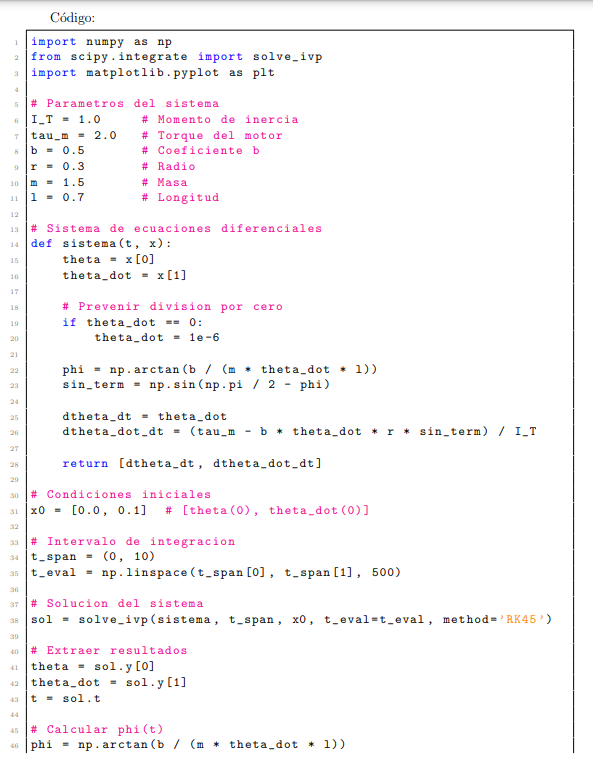 Código:
1 import numpy as np
2 from scipy.integrate import solve_ivp
3 import matplotlib.pyplot as plt
4
5 # Parametros del sistema
6 I_T = 1.0 # Momento de inercia
7 tau_m = 2.0 # Torque del motor
8 b = 0.5 # Coeficiente b
9 r = 0.3 # Radio
10 m = 1.5 # Masa
11 l = 0.7 # Longitud
12
13 # Sistema de ecuaciones diferenciales
14 def sistema(t, x):
15 theta = x[0]
16 theta_dot = x[1]
17
18 # Prevenir division por cero
19 if theta_dot == 0:
20 theta_dot = 1e-6
21
22 phi = np.arctan(b / (m * theta_dot * l))
23 sin_term = np.sin(np.pi / 2 - phi)
24
25 dtheta_dt = theta_dot
26 dtheta_dot_dt = (tau_m - b * theta_dot * r * sin_term) / I_T
27
28 return [dtheta_dt, dtheta_dot_dt]
29
30 # Condiciones iniciales
31 x0 = [0.0, 0.1] # [theta(0), theta_dot(0)]
32
33 # Intervalo de integracion
34 t_span = (0, 10)
35 t_eval = np.linspace(t_span[0], t_span[1], 500)
36
37 # Solucion del sistema
38 sol = solve_ivp(sistema, t_span, x0, t_eval=t_eval, method='RK45')
39
40 # Extraer resultados
41 theta = sol.y[0]
42 theta_dot = sol.y[1]
43 t = sol.t
44
45 # Calcular phi(t)
46 phi = np.arctan(b / (m * theta_dot * l))